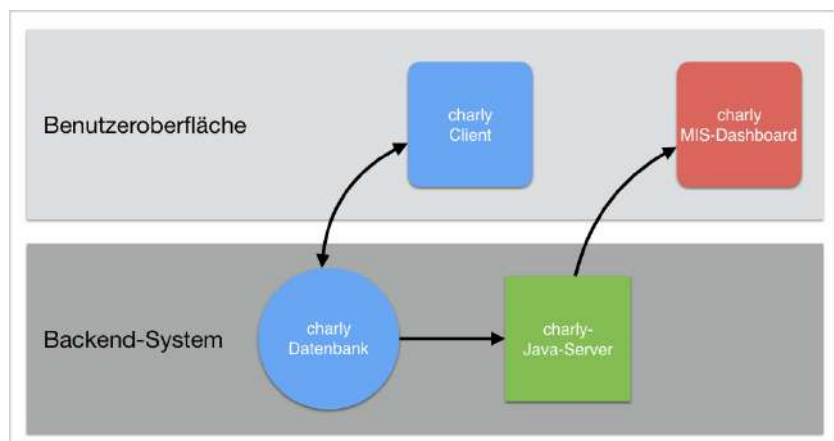 Benutzeroberfläche
charly
Client
charly
MIS-Dashboard
Backend-System
charly
Datenbank
charly-
Java-Server